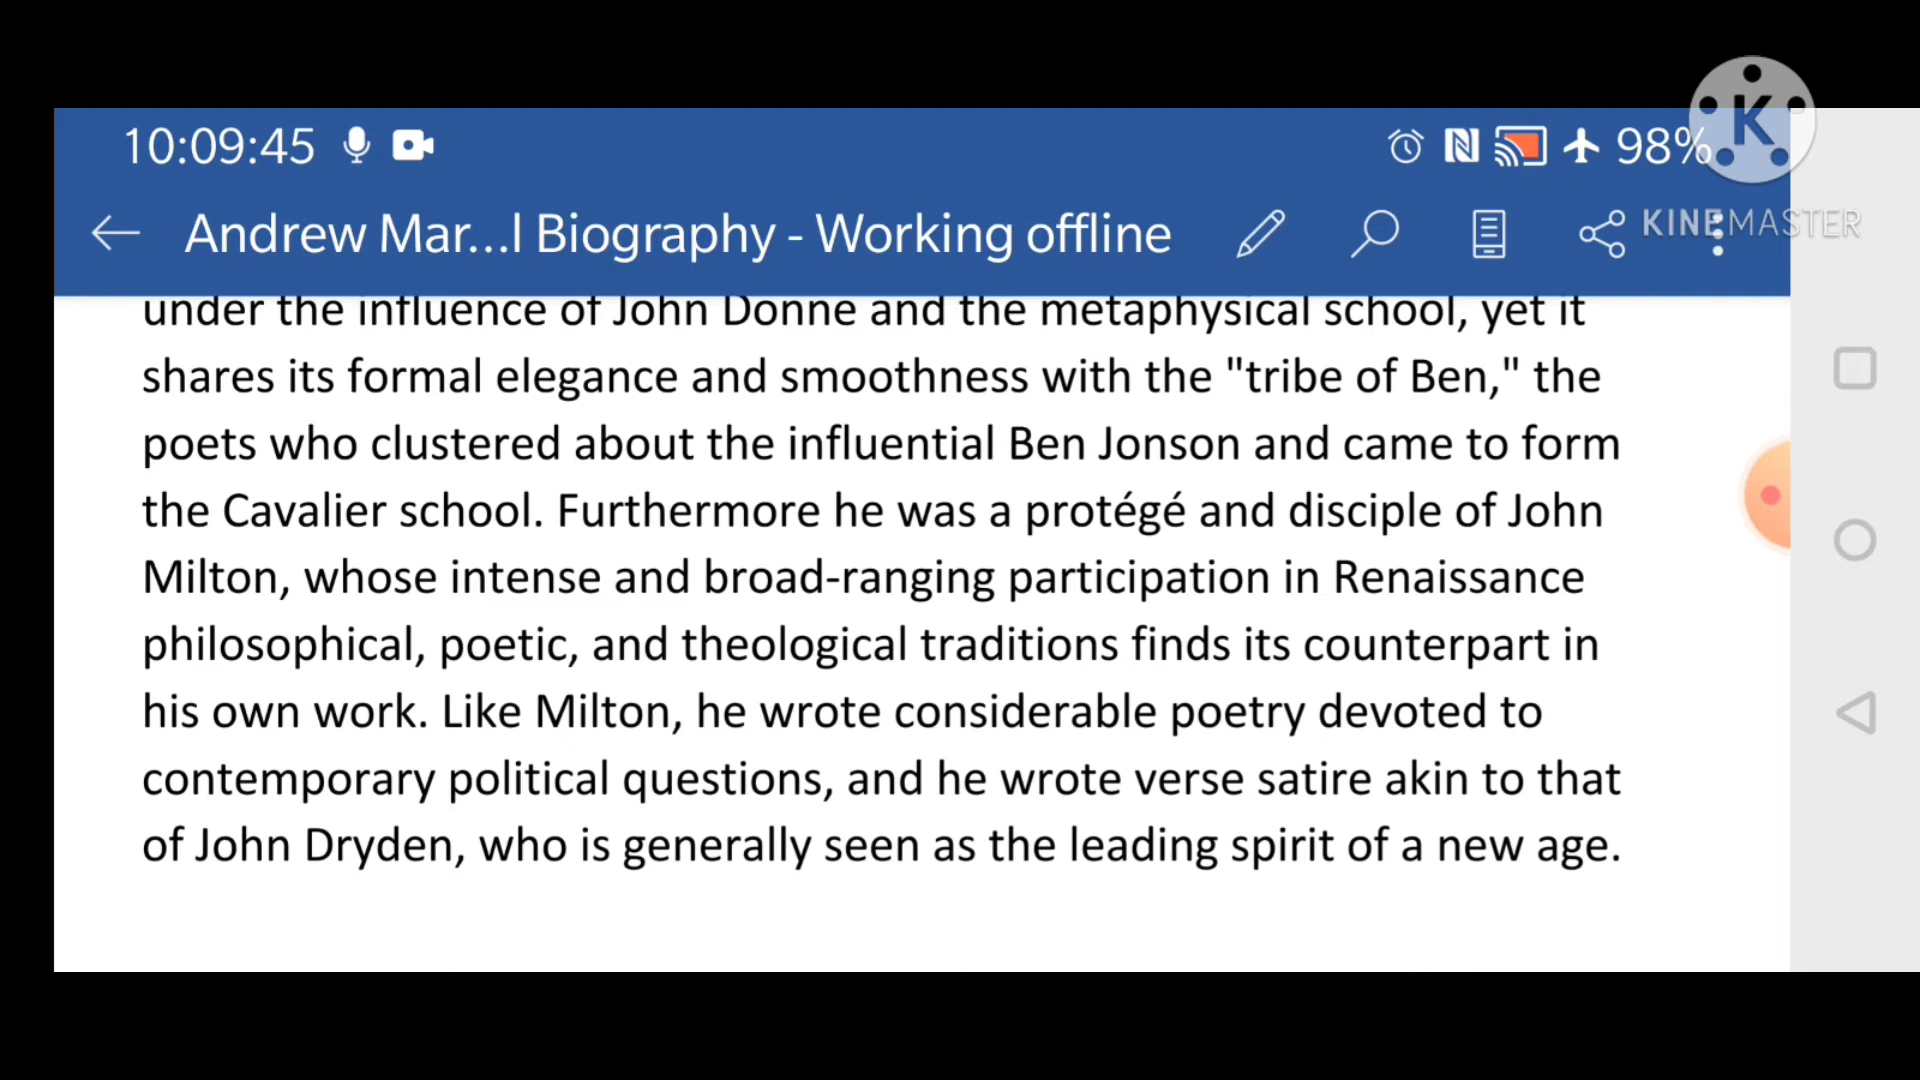 10:09:45 98%
K
KINEMASTER
Andrew Mar...l Biography - Working offline
under the influence of John Donne and the metaphysical school, yet it
shares its formal elegance and smoothness with the "tribe of Ben," the
poets who clustered about the influential Ben Jonson and came to form
the Cavalier school. Furthermore he was a protégé and disciple of John
Milton, whose intense and broad-ranging participation in Renaissance
philosophical, poetic, and theological traditions finds its counterpart in
his own work. Like Milton, he wrote considerable poetry devoted to
contemporary political questions, and he wrote verse satire akin to that
of John Dryden, who is generally seen as the leading spirit of a new age.